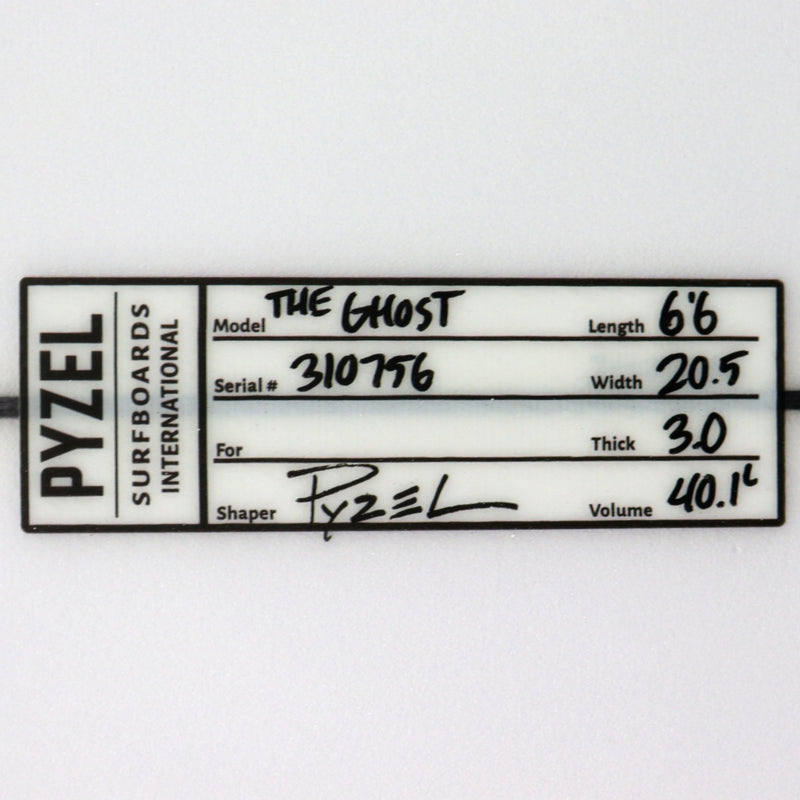 PYZEL
SURFBOARDS
INTERNATIONAL
Model THE GHOST Length 6'6
Serial # 310756 Width 20.5
For Thick 3.0
Shaper PYZEL Volume 40.1L